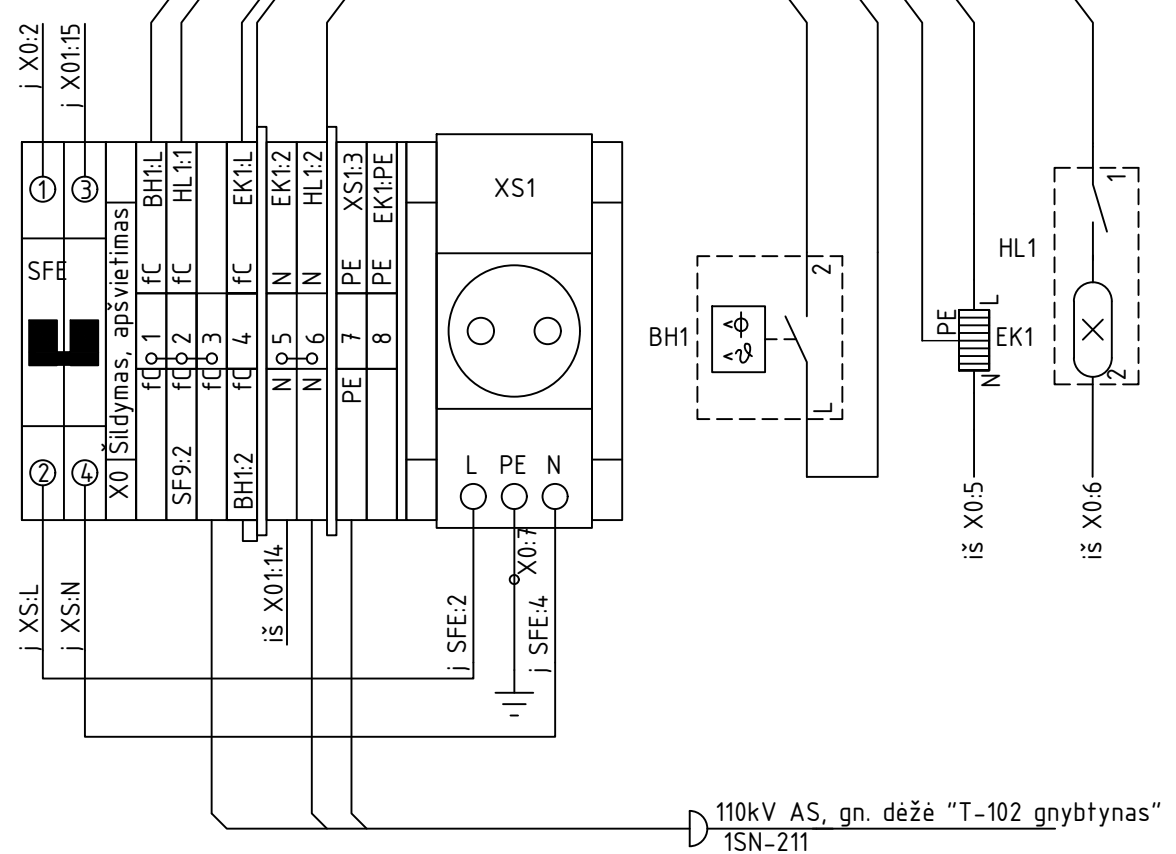 į X0:2
į X01:15
1
3
SFE
2
4
X0
Šildymas, apšvietimas
BH1:L
fC
1
fC
HL1:1
fC
2
fC
SF9:2
3
fC
EK1:L
fC
4
fC
BH1:2
EK1:2
N
5
N
HL1:2
N
6
N
XS1:3
PE
7
PE
EK1:PE
PE
8
XS1
L PE N
į XS:L
į XS:N
iš X01:14
į SFE:2
X0:7
į SFE:4
BH1
2
L
PE
L
EK1
N
iš X0:5
HL1
1
2
iš X0:6
110kV AS, gn. dėžė "T-102 gnybtynas"
1SN-211